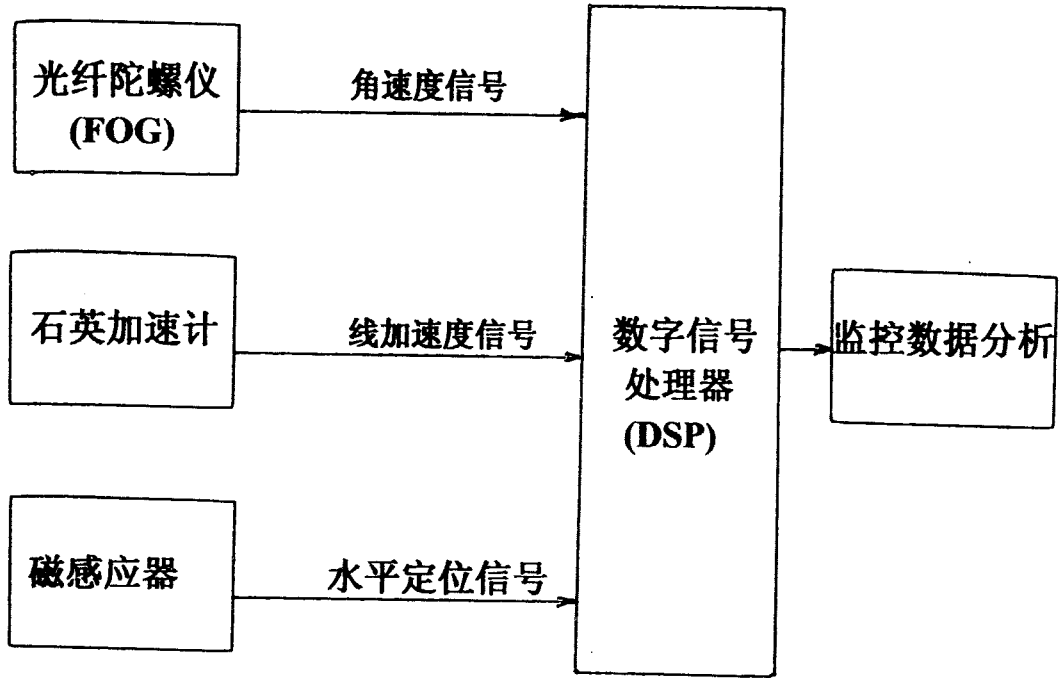 光纤陀螺仪
(FOG)
角速度信号
石英加速计
线加速度信号
磁感应器
水平定位信号
数字信号
处理器
(DSP)
监控数据分析